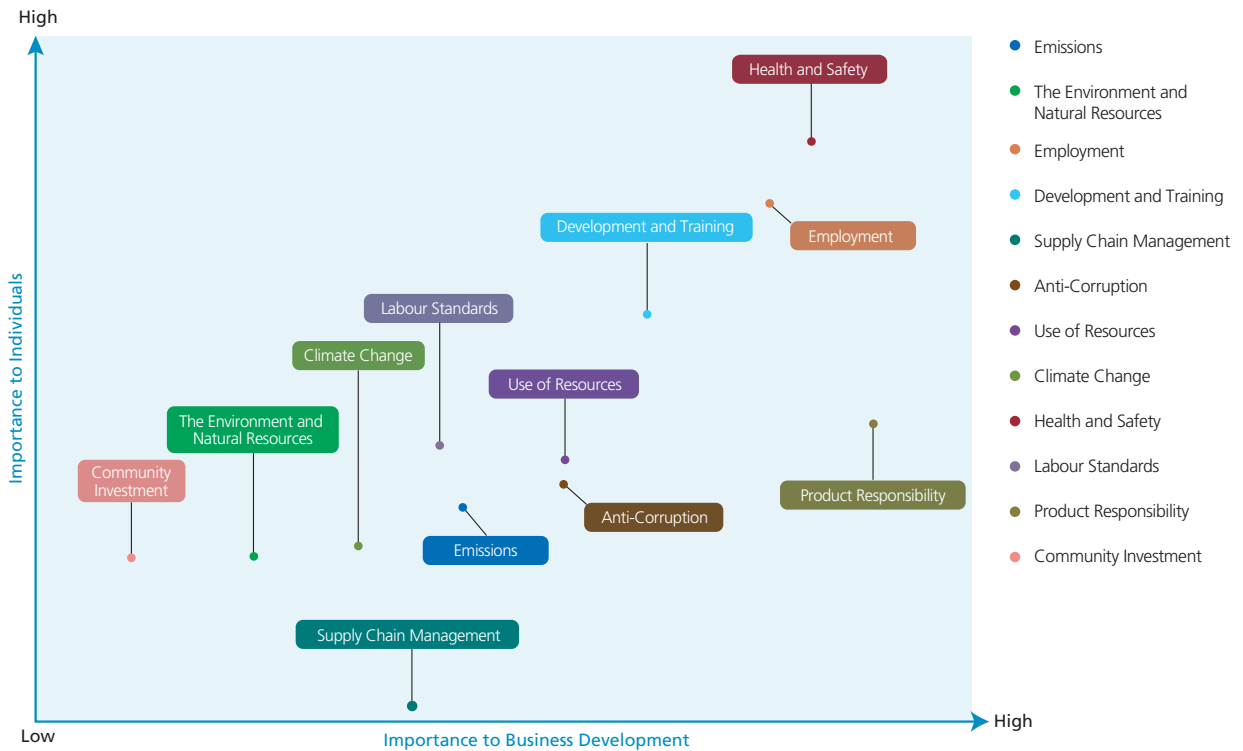 High
Health and Safety
Development and Training
Employment
Labour Standards
Climate Change
Use of Resources
The Environment and
Natural Resources
Community
Investment
Product Responsibility
Anti-Corruption
Emissions
Supply Chain Management
Importance to Individuals
Low
Importance to Business Development
High
Emissions
The Environment and
Natural Resources
Employment
Development and Training
Supply Chain Management
Anti-Corruption
Use of Resources
Climate Change
Health and Safety
Labour Standards
Product Responsibility
Community Investment